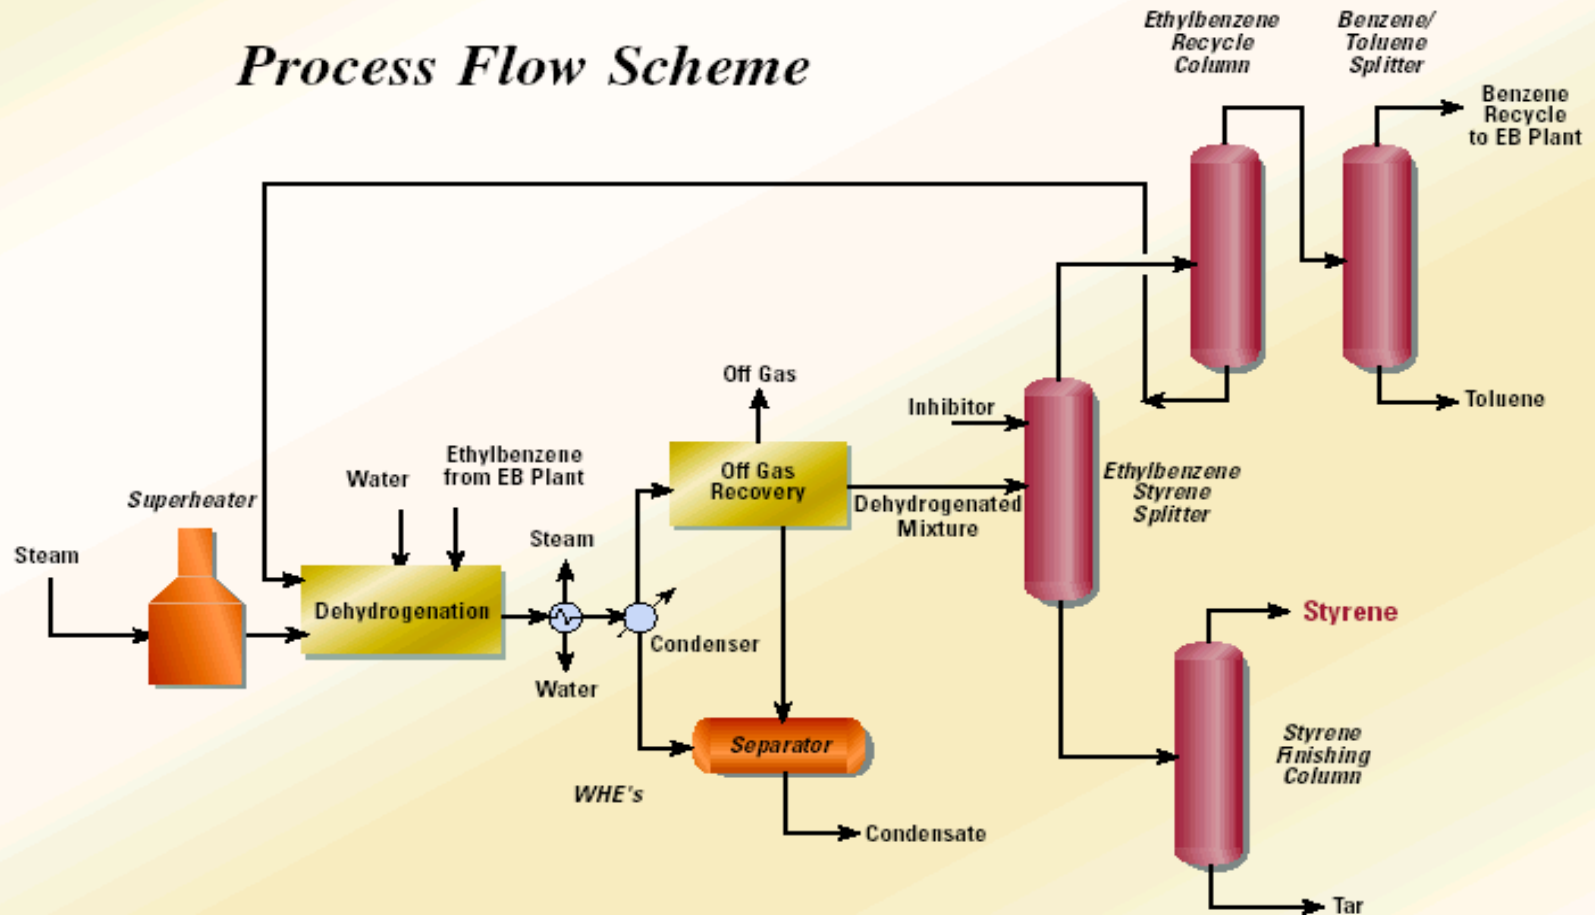 Process Flow Scheme
Ethylbenzene
Recycle
Column
Benzene/
Toluene
Splitter
Benzene
Recycle
to EB Plant
Off Gas
Inhibitor
Toluene
Ethylbenzene
from EB Plant
Water
Superheater
Off Gas
Recovery
Dehydrogenated
Mixture
Ethylbenzene
Styrene
Splitter
Steam
Steam
Dehydrogenation
Condenser
Water
Styrene
Separator
Styrene
Finishing
Column
WHE's
Condensate
Tar